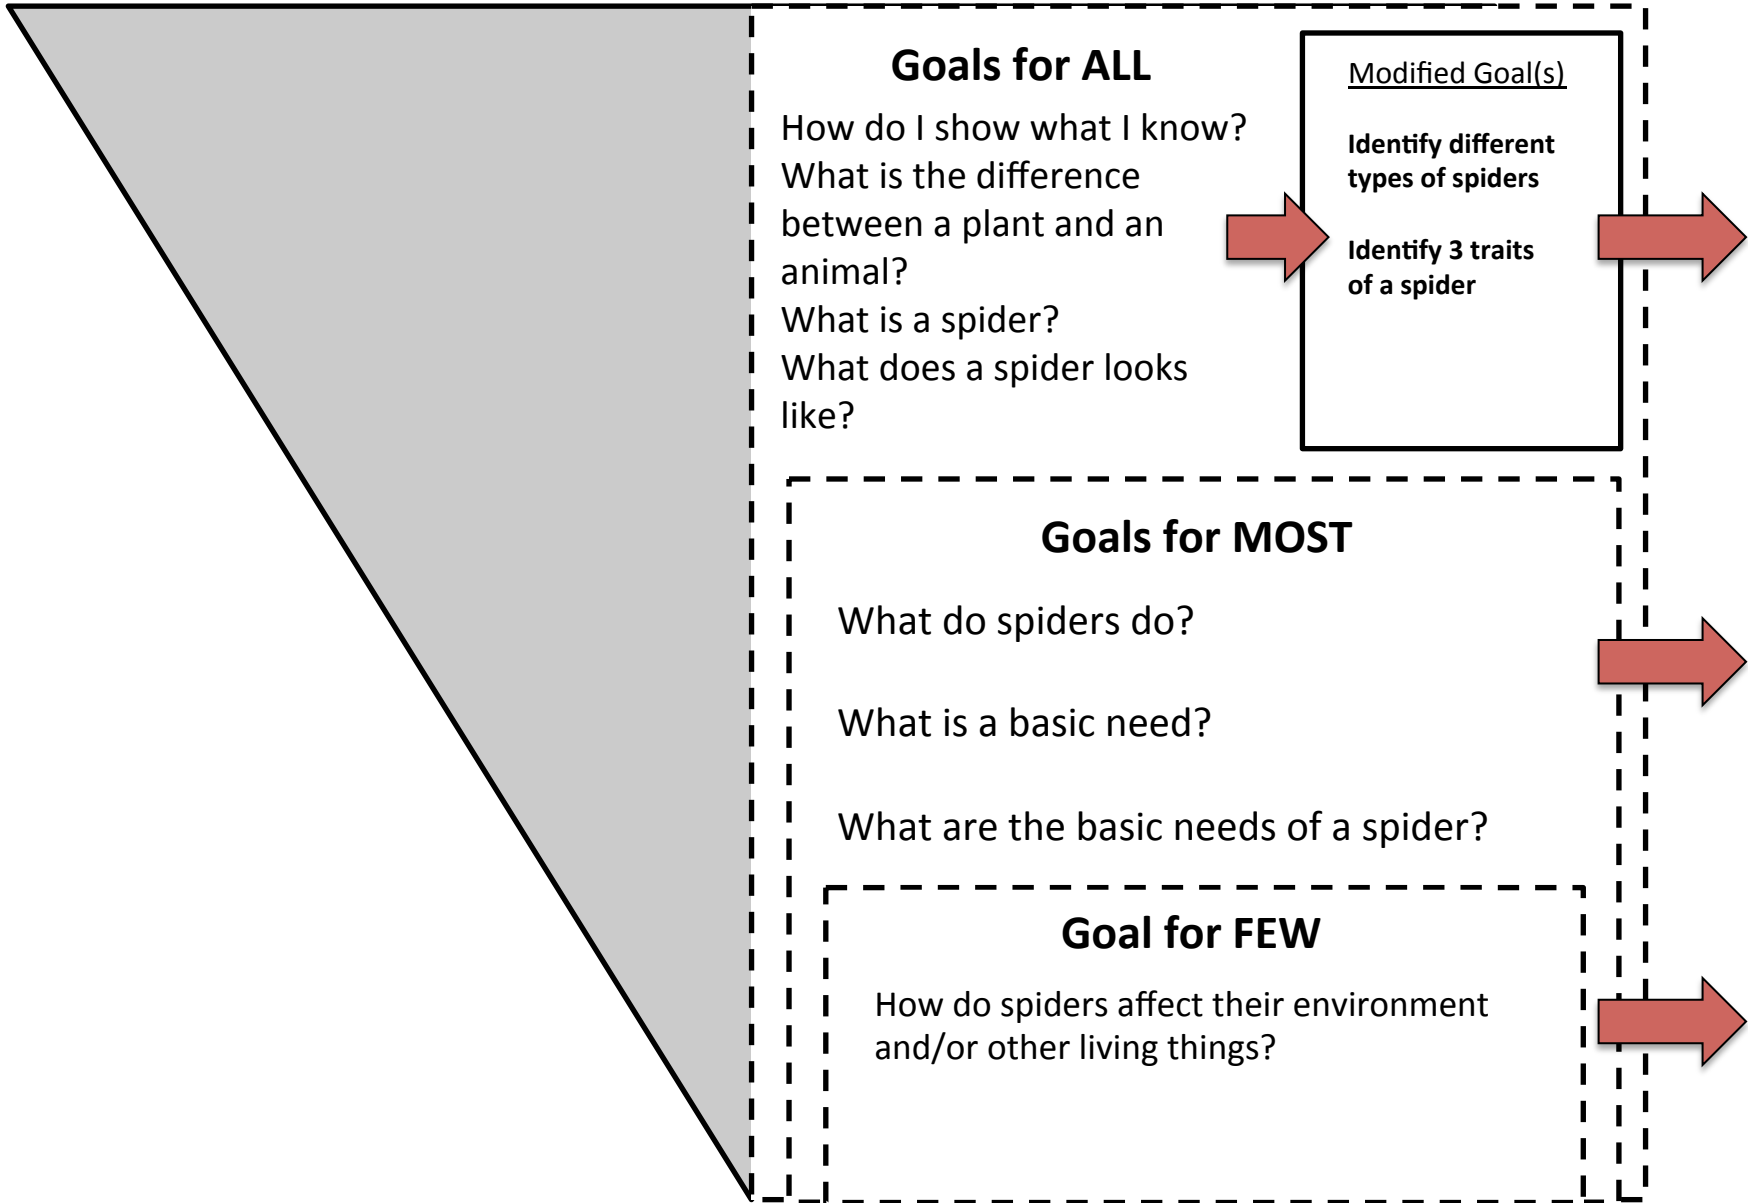 Goals for ALL
How do I show what I know?
What is the difference
between a plant and an
animal?
What is a spider?
What does a spider looks
like?
Modified Goal(s)
Identify different
types of spiders
Identify 3 traits
of a spider
Goals for MOST
What do spiders do?
What is a basic need?
What are the basic needs of a spider?
Goal for FEW
How do spiders affect their environment
and/or other living things?